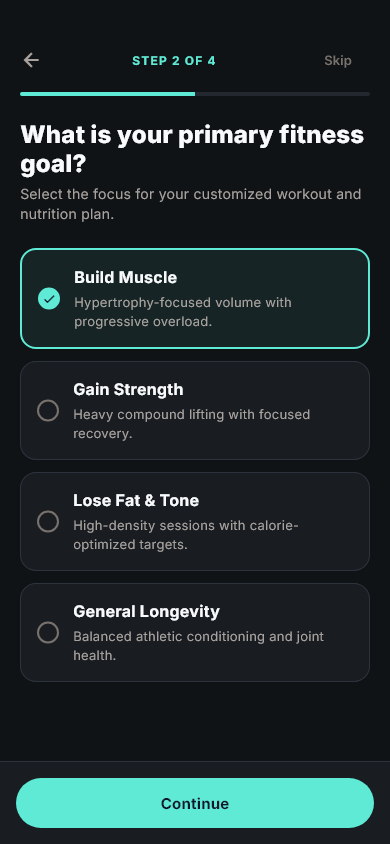 STEP 2 OF 4
Skip
What is your primary fitness
goal?
Select the focus for your customized workout and
nutrition plan.
Build Muscle
Hypertrophy-focused volume with
progressive overload.
Gain Strength
Heavy compound lifting with focused
recovery.
Lose Fat & Tone
High-density sessions with calorie-
optimized targets.
General Longevity
Balanced athletic conditioning and joint
health.
Continue